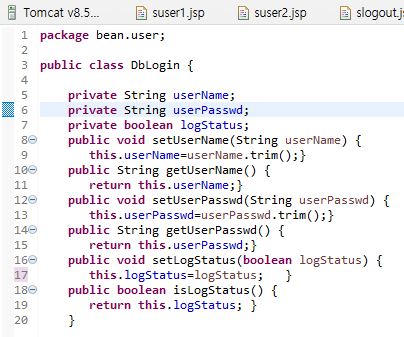 Tomcat v8.5... suser1.jsp suser2.jsp slogout.j
1 package bean.user;
2
3 public class DbLogin {
4
5 private String userName;
6 private String userPasswd;
7 private boolean logStatus;
8 public void setUserName(String userName) {
9 this.userName=userName.trim();}
10 public String getUserName() {
11 return this.userName;}
12 public void setUserPasswd(String userPasswd) {
13 this.userPasswd=userPasswd.trim();}
14 public String getUserPasswd() {
15 return this.userPasswd;}
16 public void setLogStatus(boolean logStatus) {
17 this.logStatus=logStatus; }
18 public boolean isLogStatus() {
19 return this.logStatus; }
20 }